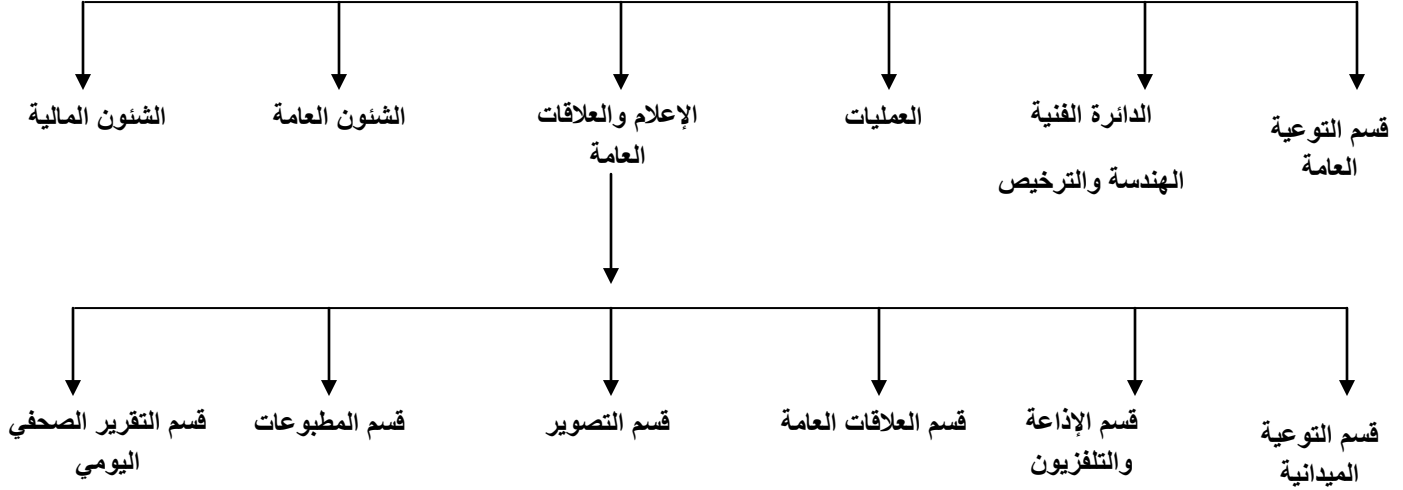 قسم التوعية
العامة
الدائرة الفنية
الهندسة والترخيص
العمليات
الإعلام والعلاقات
العامة
الشئون العامة
الشئون المالية
قسم التوعية
الميدانية
قسم الإذاعة
والتلفزيون
قسم العلاقات العامة
قسم التصوير
قسم المطبوعات
قسم التقرير الصحفي
اليومي